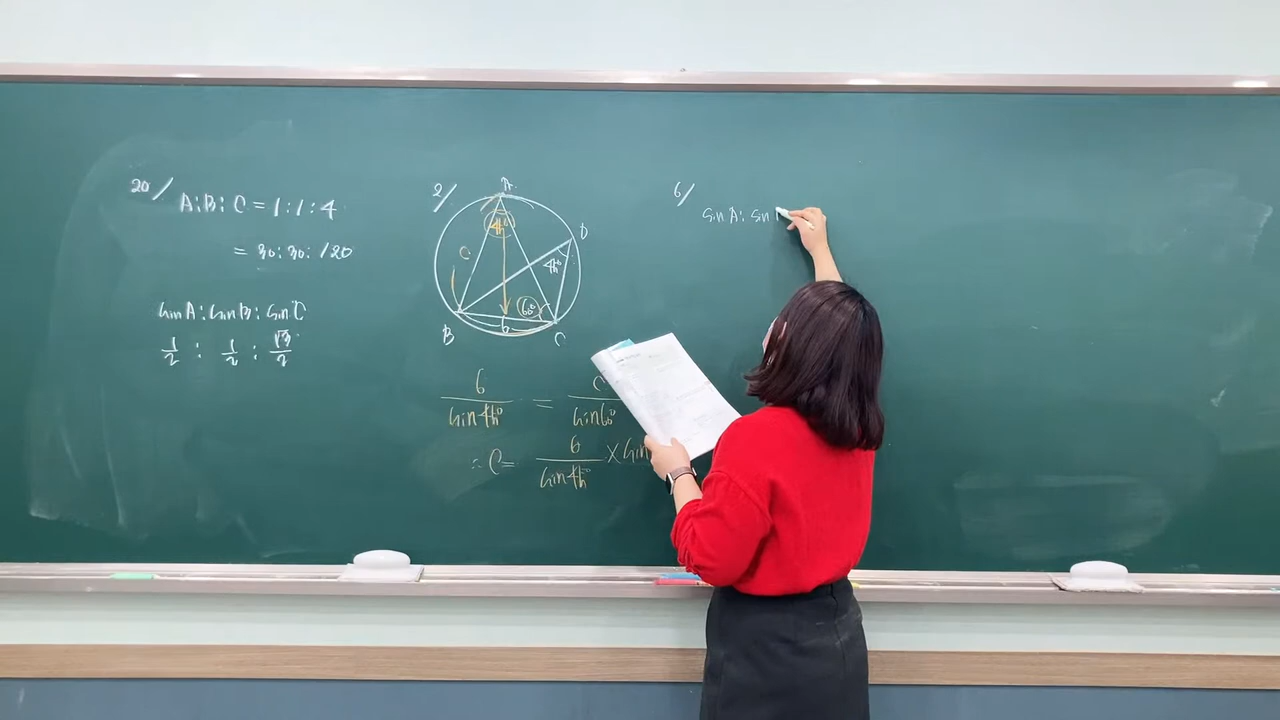 20/
A:B:C=1:1:4
=30:30:120
sinA:sinB:sinC
1/2 : 1/2 : √3/2
2/
A
D
45°
c
45°
60°
6
B
C
6/sin45° = c/sin60°
∴ C= 6/sin45° × sin
6/
sin A: sin